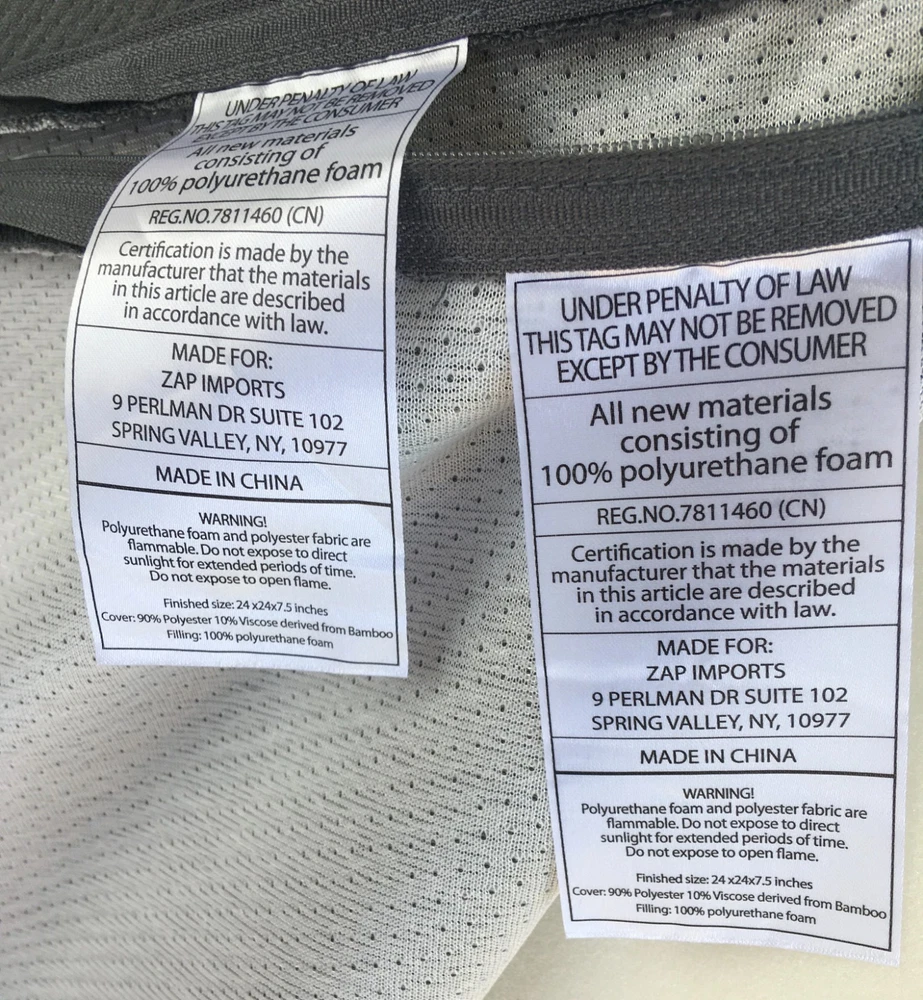 UNDER PENALTY OF LAW
THIS TAG MAY NOT BE REMOVED
EXCEPT BY THE CONSUMER
All new materials
consisting of
100% polyurethane foam
REG.NO.7811460 (CN)
Certification is made by the
manufacturer that the materials
in this article are described
in accordance with law.
MADE FOR:
ZAP IMPORTS
9 PERLMAN DR SUITE 102
SPRING VALLEY, NY, 10977
MADE IN CHINA
WARNING!
Polyurethane foam and polyester fabric are
flammable. Do not expose to direct
sunlight for extended periods of time.
Do not expose to open flame.
Finished size: 24 x24x7.5 inches
Cover: 90% Polyester 10% Viscose derived from Bamboo
Filling: 100% polyurethane foam
UNDER PENALTY OF LAW
THIS TAG MAY NOT BE REMOVED
EXCEPT BY THE CONSUMER
All new materials
consisting of
100% polyurethane foam
REG.NO.7811460 (CN)
Certification is made by the
manufacturer that the materials
in this article are described
in accordance with law.
MADE FOR:
ZAP IMPORTS
9 PERLMAN DR SUITE 102
SPRING VALLEY, NY, 10977
MADE IN CHINA
WARNING!
Polyurethane foam and polyester fabric are
flammable. Do not expose to direct
sunlight for extended periods of time.
Do not expose to open flame.
Finished size: 24 x24x7.5 inches
Cover: 90% Polyester 10% Viscose derived from Bamboo
Filling: 100% polyurethane foam